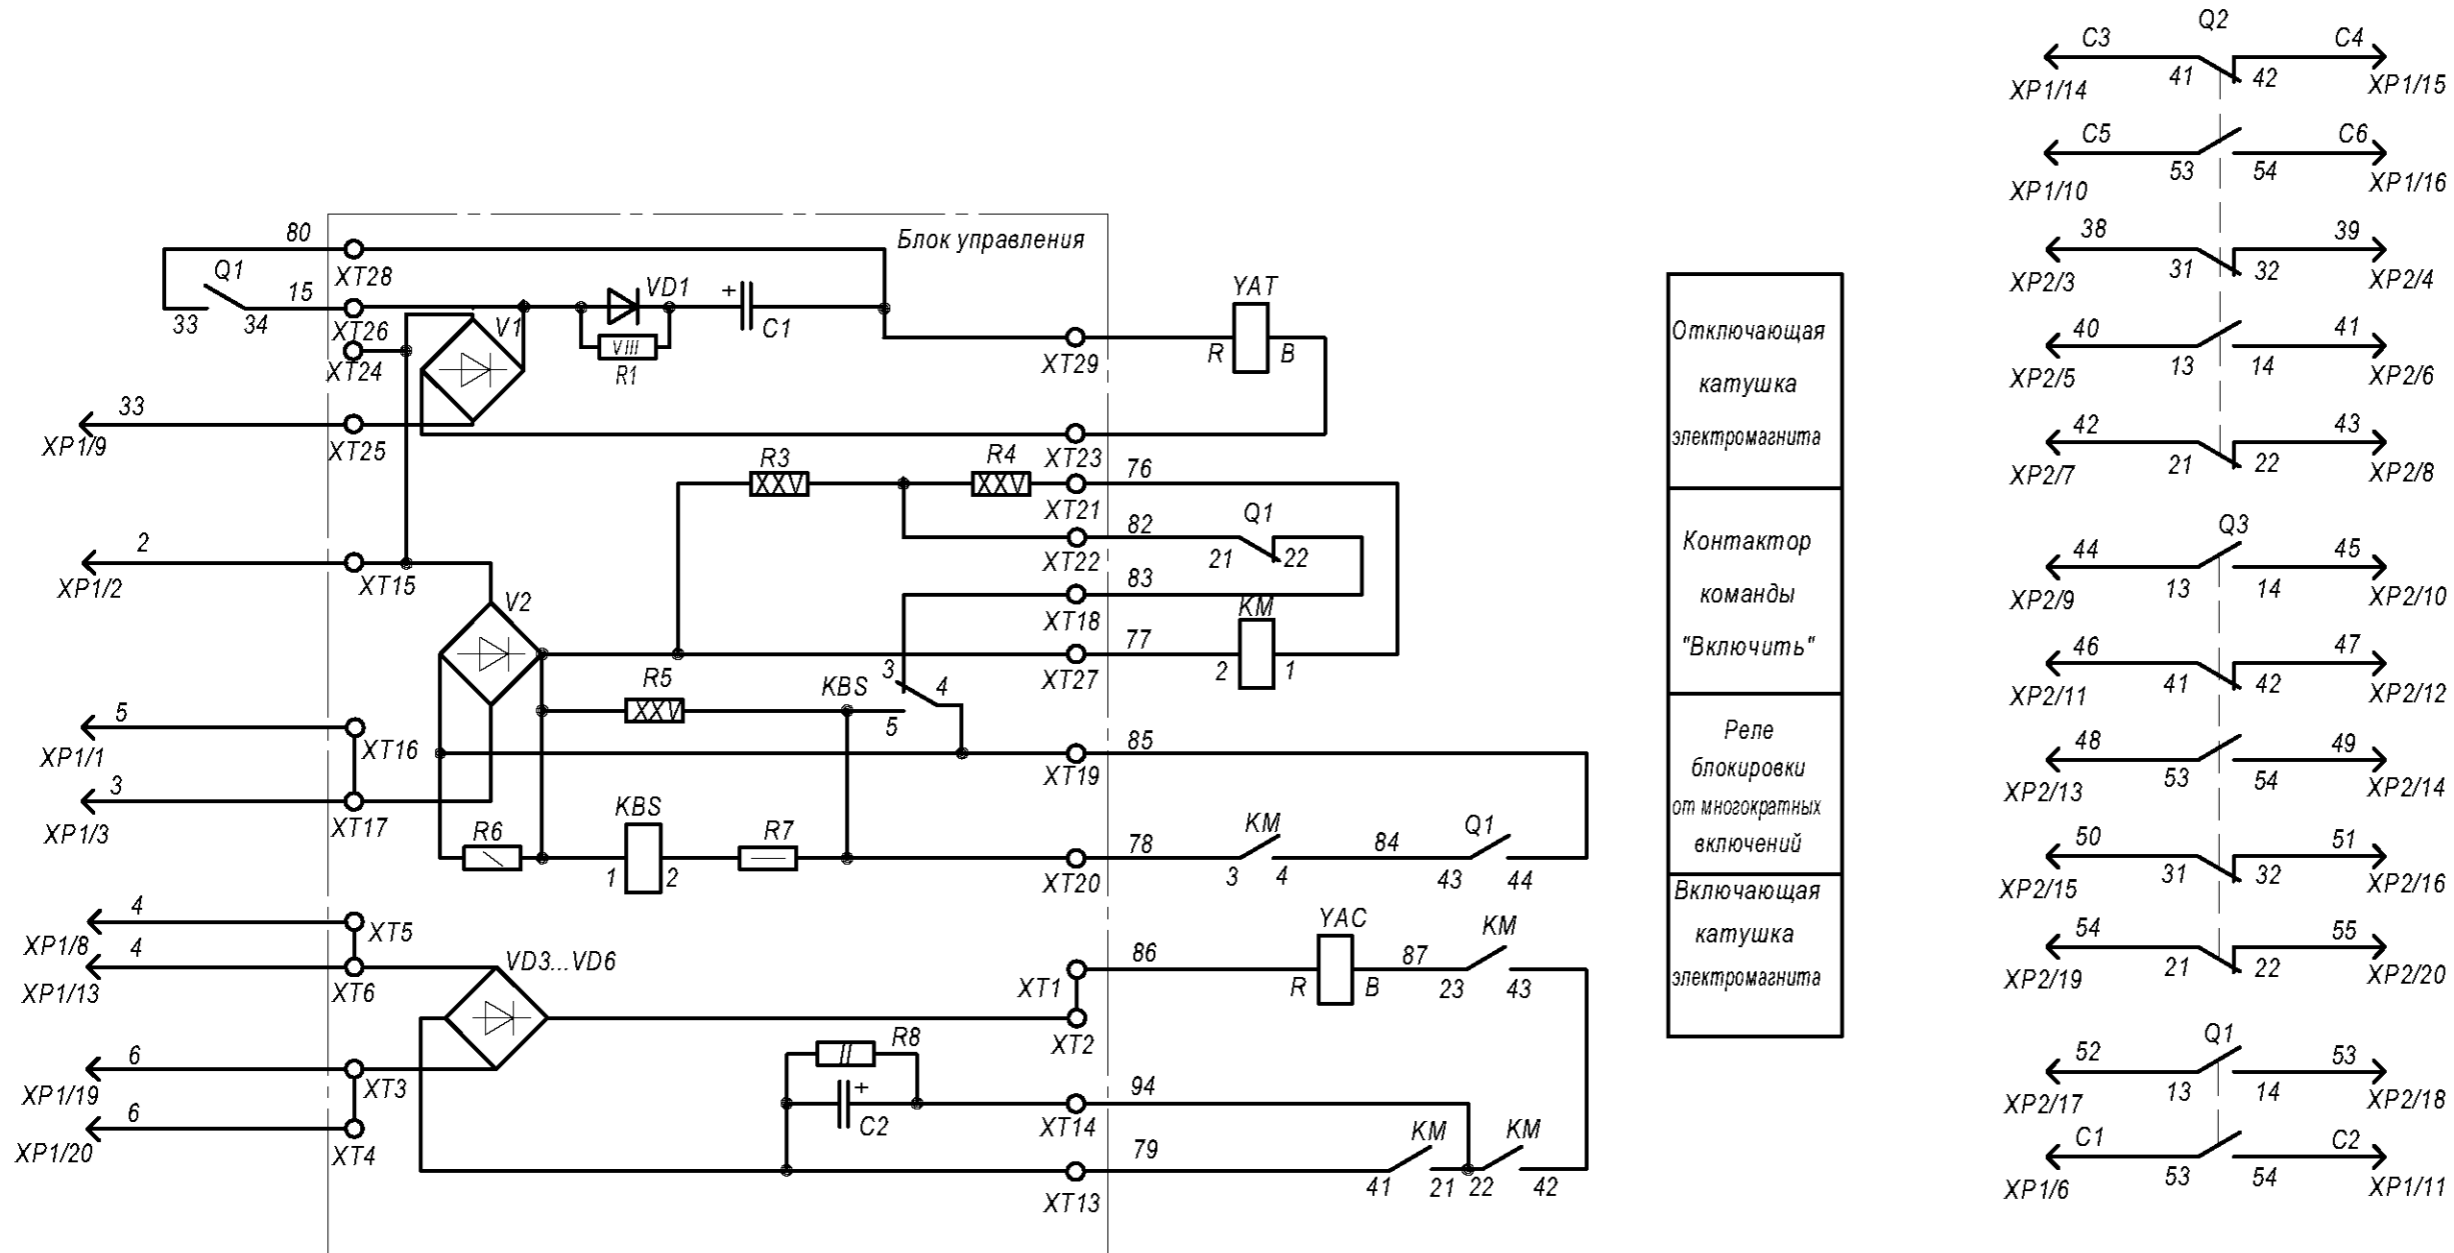 80
XT28
Блок управления
Q1
15
33
34
XT26
XT24
V1
VD1
VIII
R1
+
C1
XT29
YAT
R
B
33
XP1/9
XT25
XT23
R3
XXV
R4
XXV
76
XT21
82
Q1
21
22
XT22
83
XT18
KM
77
2
1
XT27
2
XP1/2
XT15
V2
R5
XXV
KBS
3
4
5
5
XP1/1
XT16
85
XT19
3
XP1/3
XT17
R6
KBS
1
2
R7
78
XT20
KM
3
4
84
Q1
43
44
4
XP1/8
XT5
4
XP1/13
XT6
VD3...VD6
XT1
86
YAC
R
B
87
KM
23
43
XT2
6
XP1/19
XT3
6
XP1/20
XT4
R8
II
+
C2
94
XT14
79
XT13
KM
41
21
KM
22
42
Отключающая
катушка
электромагнита
Контактор
команды
"Включить"
Реле
блокировки
от многократных
включений
Включающая
катушка
электромагнита
Q2
C3
C4
XP1/14
41
42
XP1/15
C5
C6
XP1/10
53
54
XP1/16
38
39
XP2/3
31
32
XP2/4
40
41
XP2/5
13
14
XP2/6
42
43
XP2/7
21
22
XP2/8
Q3
44
45
XP2/9
13
14
XP2/10
46
47
XP2/11
41
42
XP2/12
48
49
XP2/13
53
54
XP2/14
50
51
XP2/15
31
32
XP2/16
54
55
XP2/19
21
22
XP2/20
Q1
52
53
XP2/17
13
14
XP2/18
C1
C2
XP1/6
53
54
XP1/11